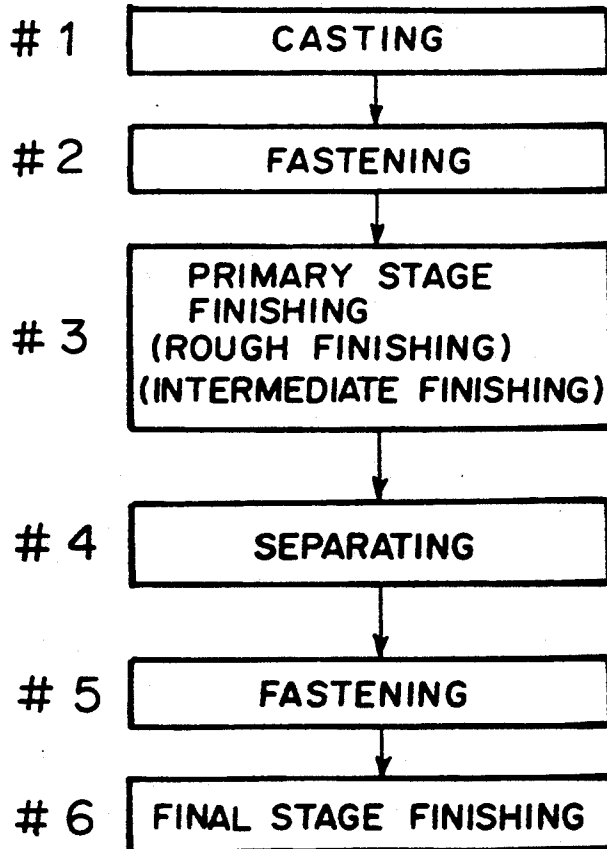 #1 CASTING
#2 FASTENING
PRIMARY STAGE
FINISHING
#3 (ROUGH FINISHING)
(INTERMEDIATE FINISHING)
#4 SEPARATING
#5 FASTENING
#6 FINAL STAGE FINISHING